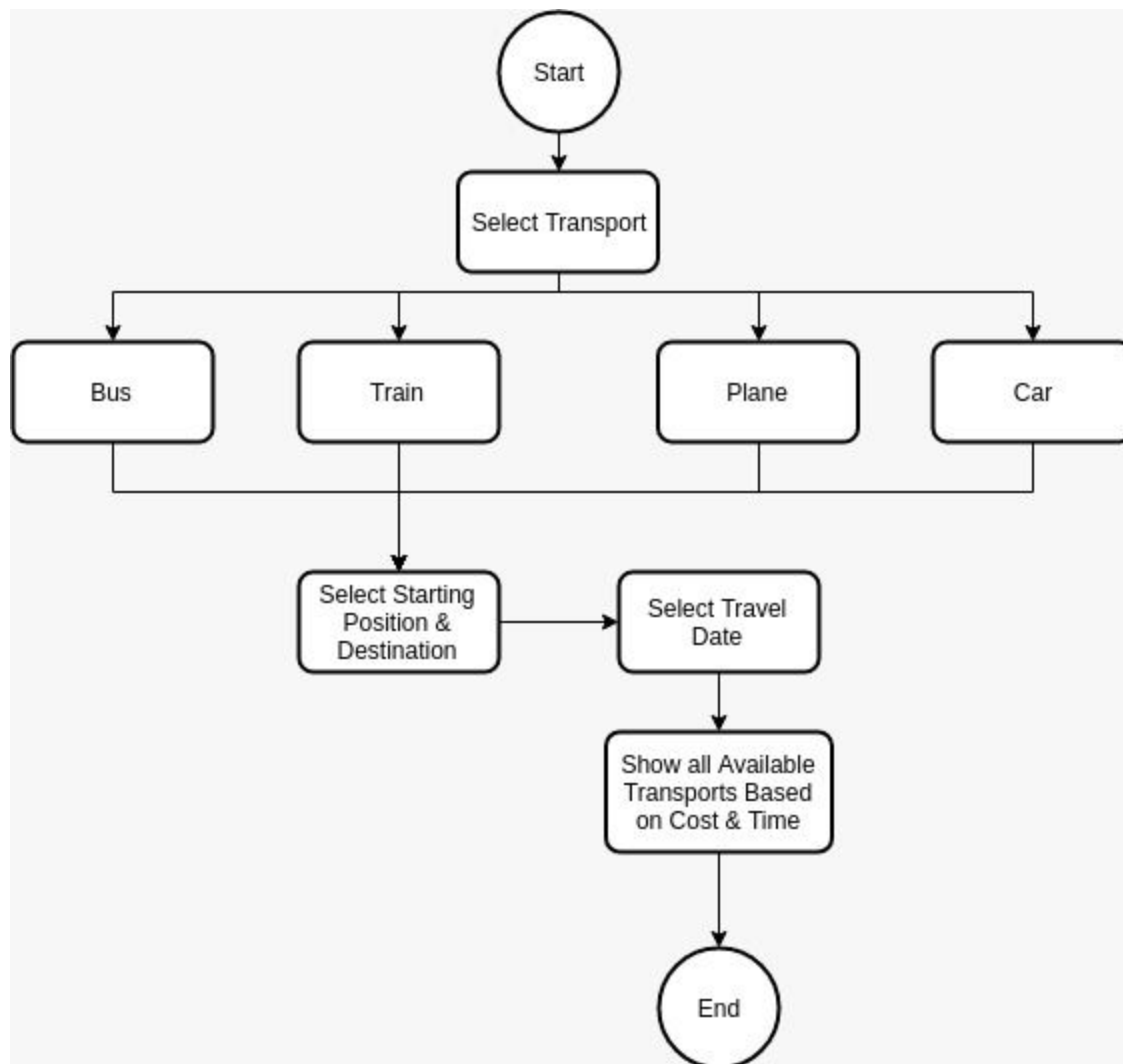 Start
Select Transport
Bus
Train
Plane
Car
Select Starting
Position &
Destination
Select Travel
Date
Show all Available
Transports Based
on Cost & Time
End